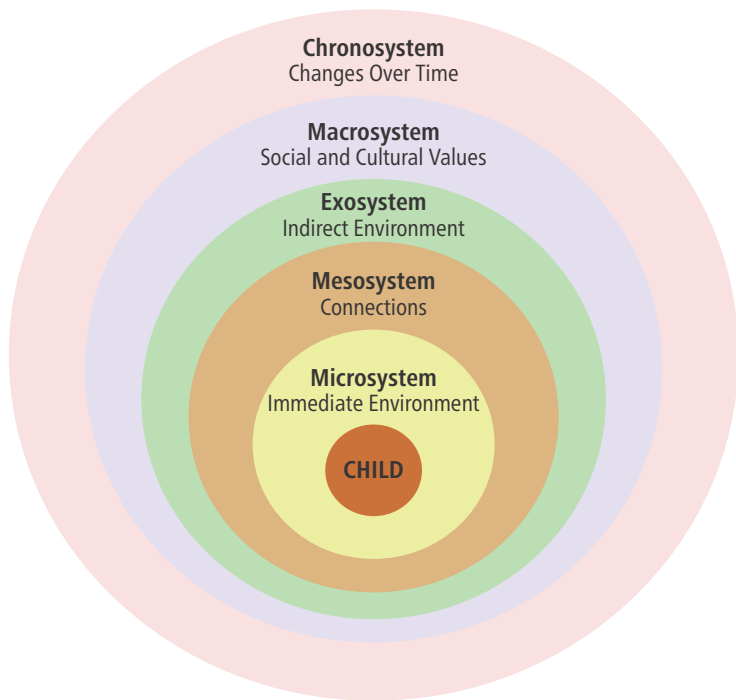 Chronosystem
Changes Over Time
Macrosystem
Social and Cultural Values
Exosystem
Indirect Environment
Mesosystem
Connections
Microsystem
Immediate Environment
CHILD